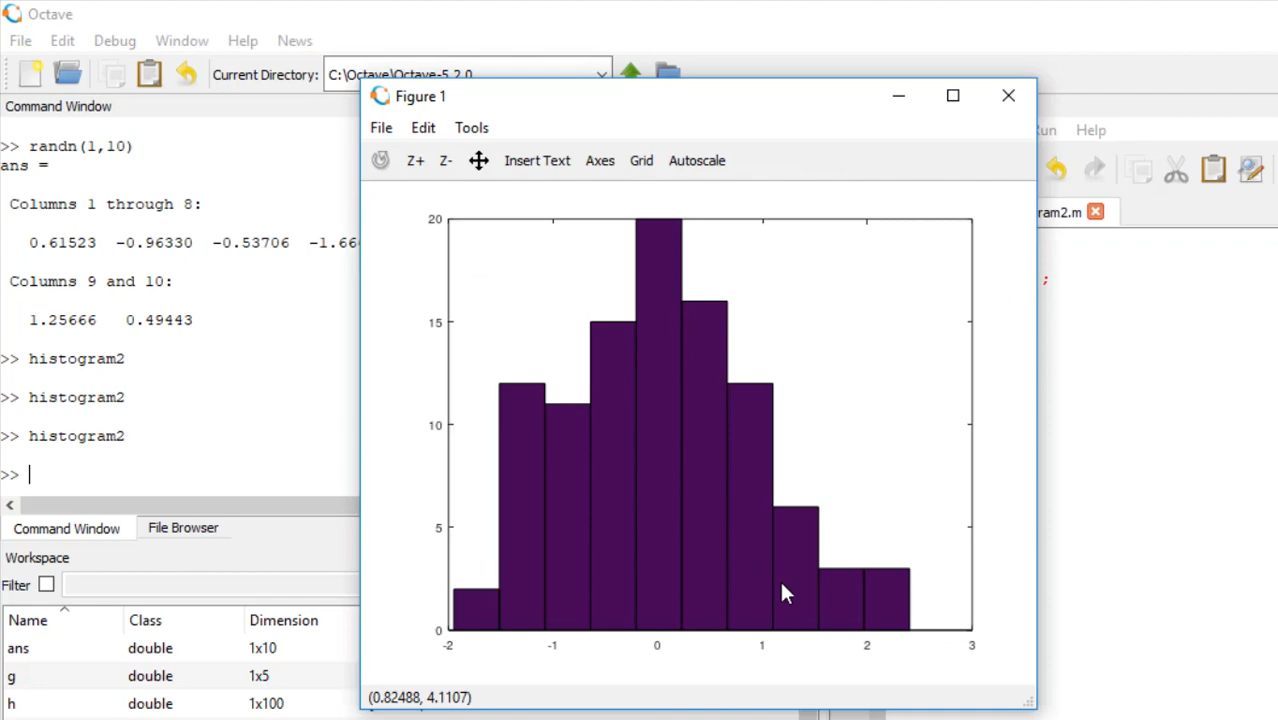 Octave
File Edit Debug Window Help News
Current Directory: C:\Octave\Octave-5.2.0
Command Window
>> randn(1,10)
ans =
Columns 1 through 8:
0.61523 -0.96330 -0.53706
Columns 9 and 10:
1.25666 0.49443
>> histogram2
>> histogram2
>> histogram2
>>
Command Window File Browser
Workspace
Filter
Name Class Dimension
ans double 1x10
g double 1x5
h double 1x100
Figure 1
File Edit Tools
Z+ Z- Insert Text Axes Grid Autoscale
20
15
10
5
0
-2 -1 0 1 2 3
(0.82488, 4.1107)
Help
ram2.m
;